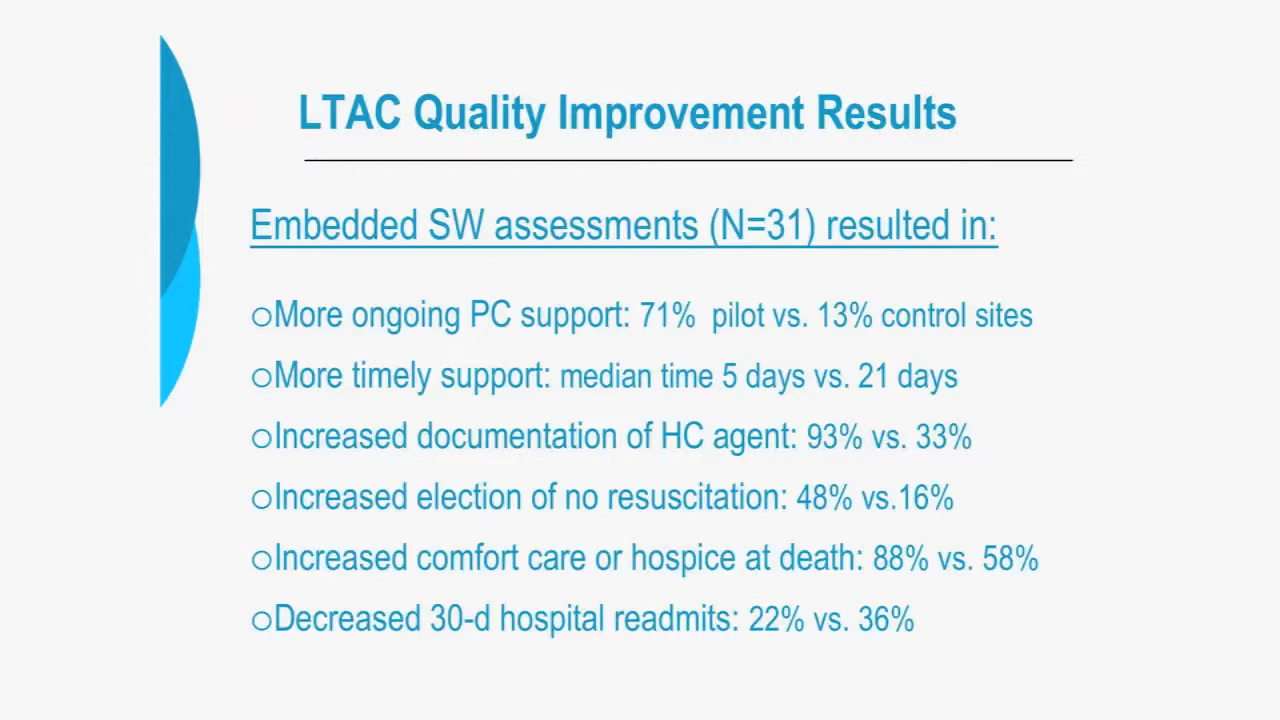 LTAC Quality Improvement Results
Embedded SW assessments (N=31) resulted in:
○More ongoing PC support: 71%  pilot vs. 13% control sites
○More timely support: median time 5 days vs. 21 days
○Increased documentation of HC agent: 93% vs. 33%
○Increased election of no resuscitation: 48% vs.16%
○Increased comfort care or hospice at death: 88% vs. 58%
○Decreased 30-d hospital readmits: 22% vs. 36%